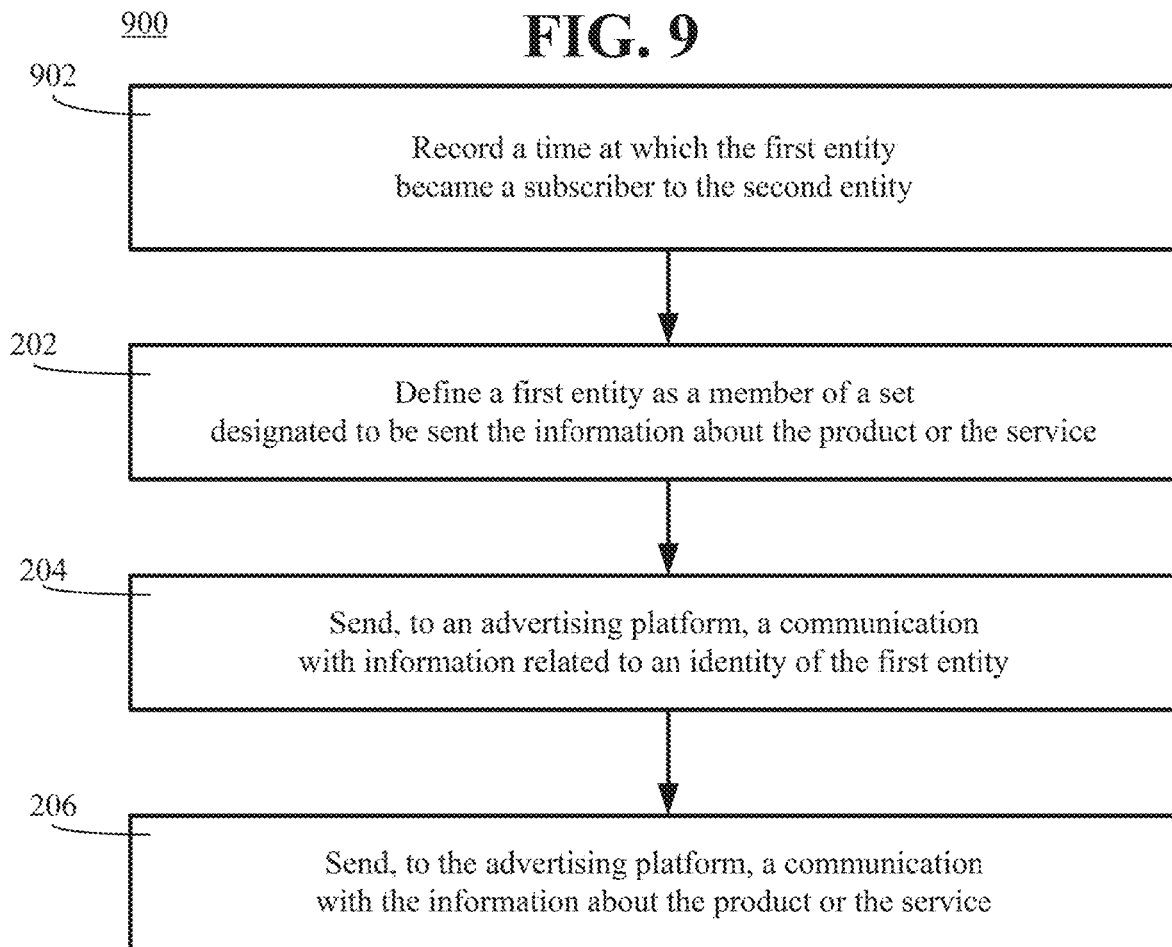 900
FIG. 9
902
Record a time at which the first entity
became a subscriber to the second entity
202
Define a first entity as a member of a set
designated to be sent the information about the product or the service
204
Send, to an advertising platform, a communication
with information related to an identity of the first entity
206
Send, to the advertising platform, a communication
with the information about the product or the service